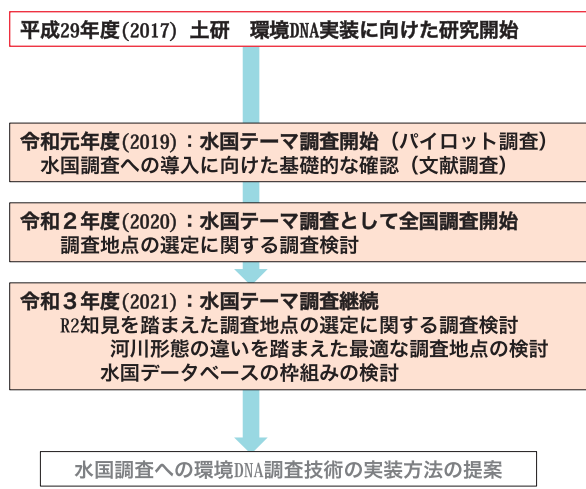 平成29年度(2017) 土研　環境DNA実装に向けた研究開始
令和元年度(2019)：水国テーマ調査開始（パイロット調査）
水国調査への導入に向けた基礎的な確認（文献調査）
令和２年度(2020)：水国テーマ調査として全国調査開始
調査地点の選定に関する調査検討
令和３年度(2021)：水国テーマ調査継続
R2知見を踏まえた調査地点の選定に関する調査検討
河川形態の違いを踏まえた最適な調査地点の検討
水国データベースの枠組みの検討
水国調査への環境DNA調査技術の実装方法の提案